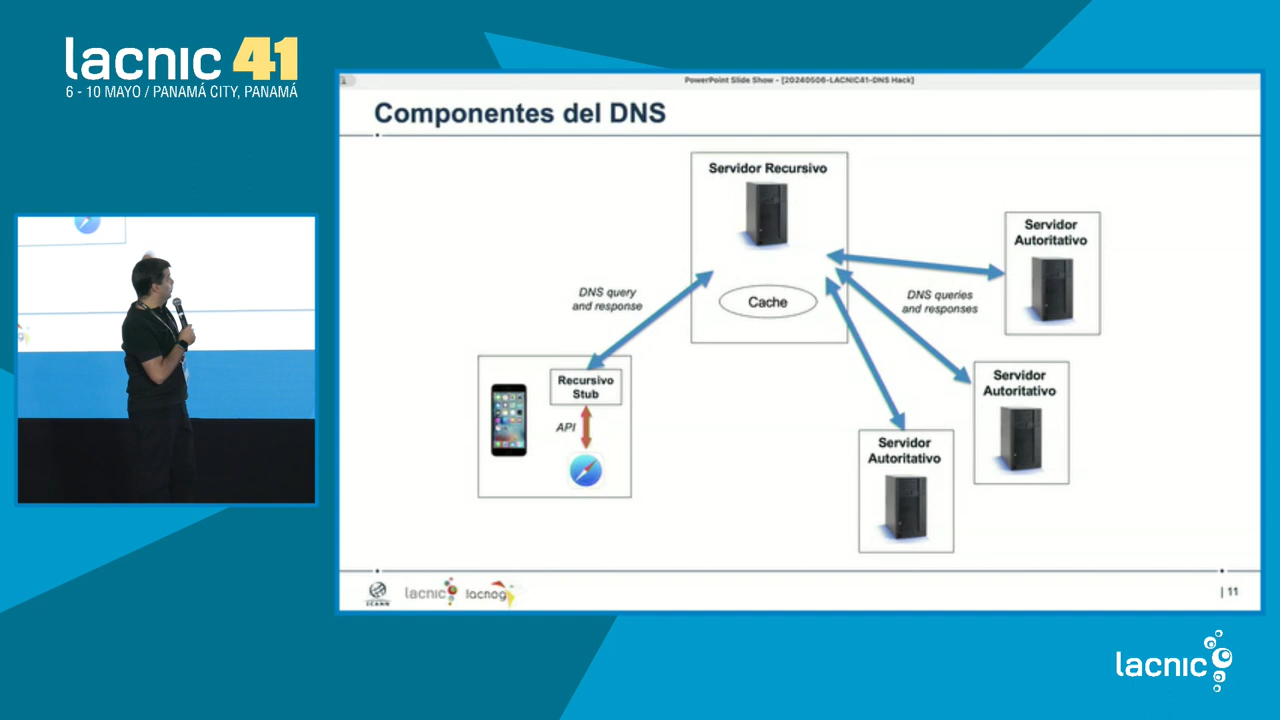 lacnic 41
6 - 10 MAYO / PANAMÁ CITY, PANAMÁ
PowerPoint Slide Show - [20240506-LACNIC41-DNS Hack]
Componentes del DNS
Servidor Recursivo
Cache
DNS query
and response
DNS queries
and responses
Servidor
Autoritativo
Servidor
Autoritativo
Servidor
Autoritativo
Recursivo
Stub
API
ICANN
lacnic
lacnog
| 11
lacnic